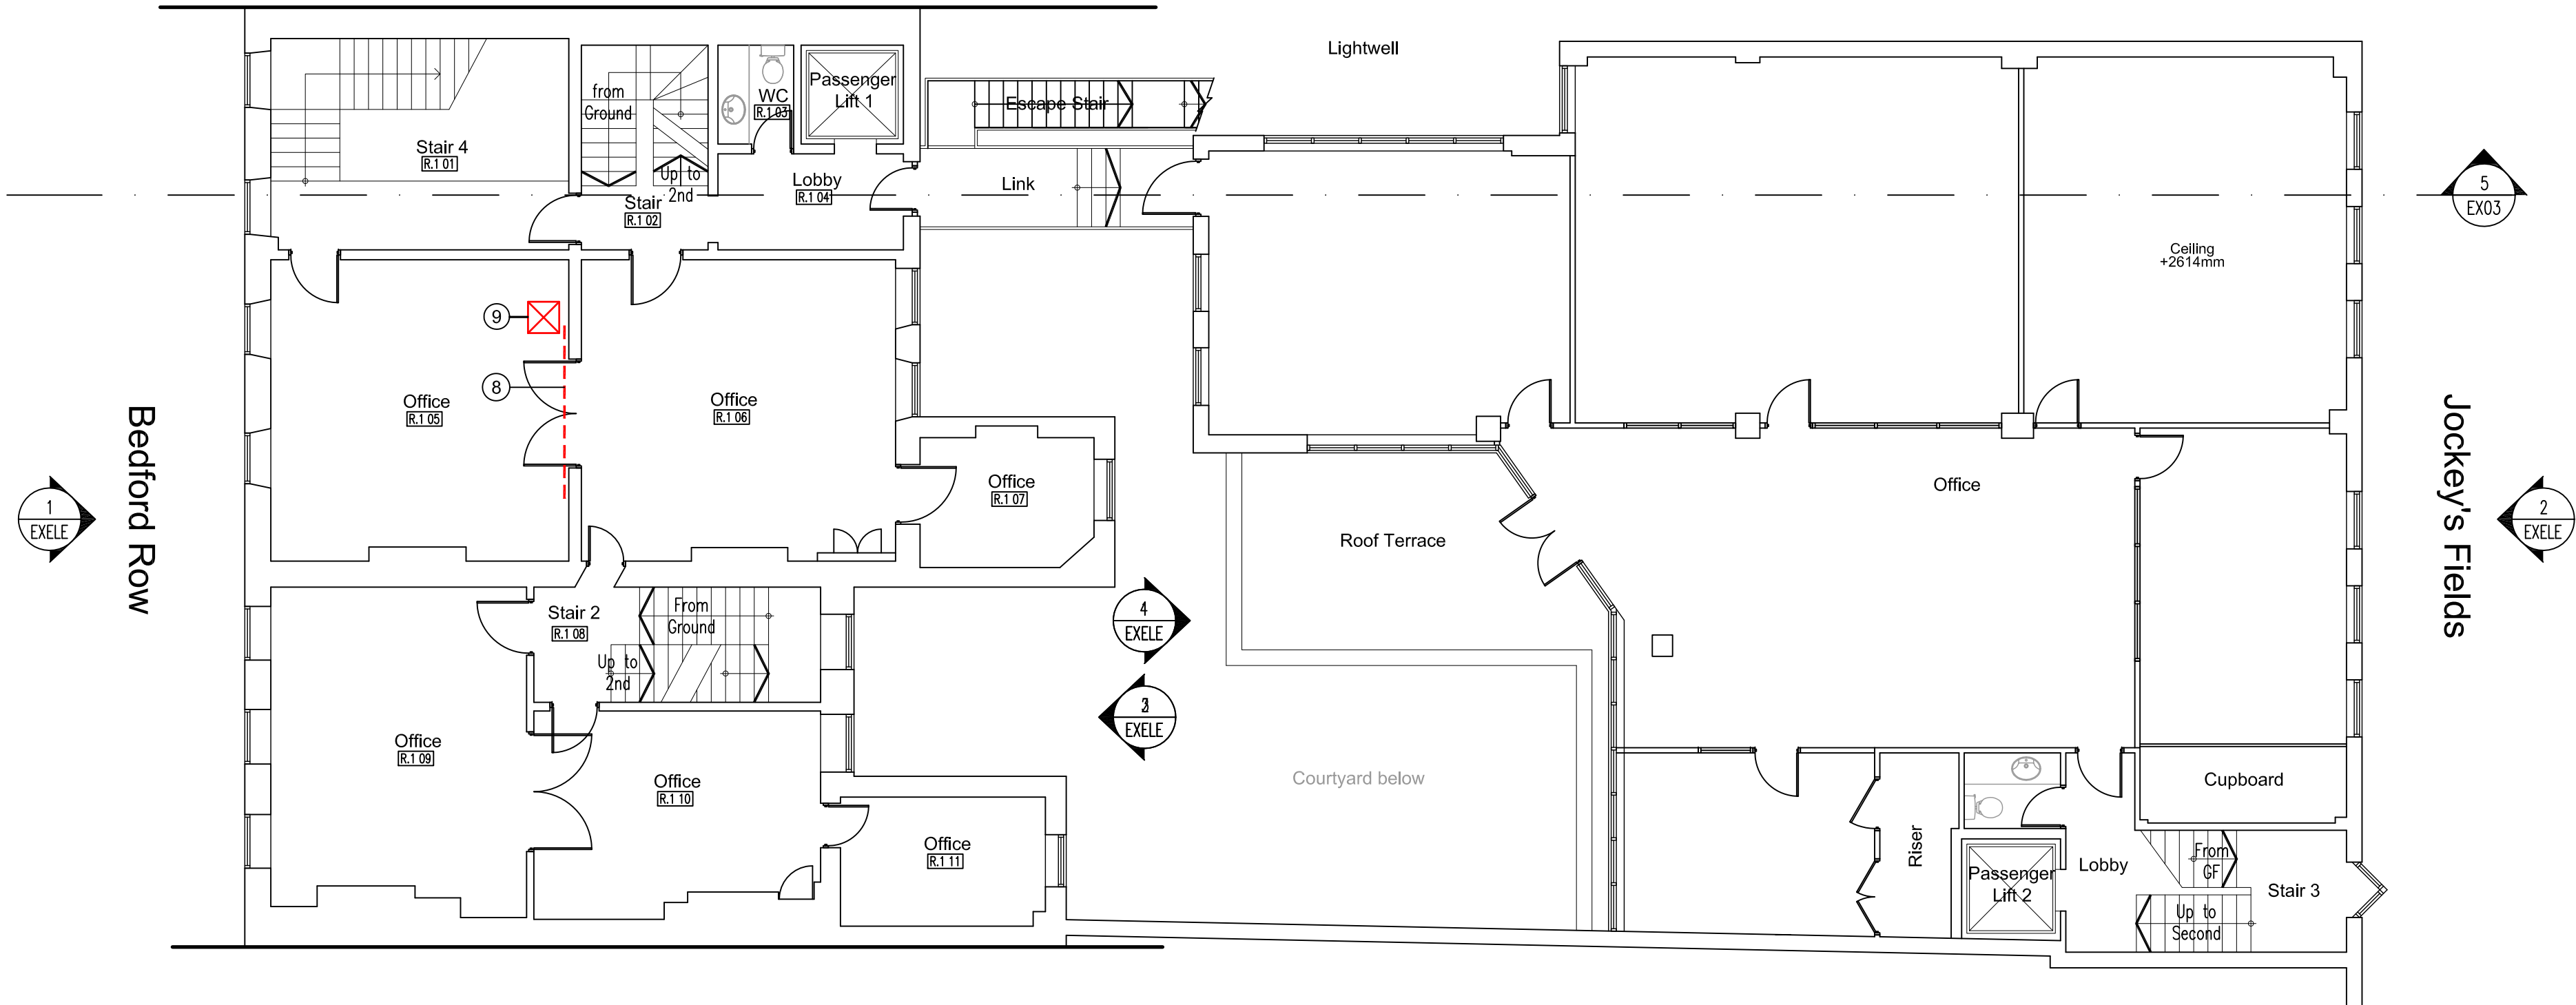 Lightwell
Passenger
Lift 1
WC
R.1 03
from
Ground
Escape Stair
Stair 4
R.1 01
Up to
2nd
Lobby
R.1 04
Link
Stair
R.1 02
5
EX03
Ceiling
+2614mm
9
8
Office
R.1 05
Office
R.1 06
Bedford Row
Jockey's Fields
Office
R.1 07
Office
1
EXELE
2
EXELE
Roof Terrace
Stair 2
R.1 08
From
Ground
Up to
2nd
4
EXELE
EXELE
Office
R.1 09
Office
R.1 10
Courtyard below
Cupboard
Office
R.1 11
Riser
Passenger
Lift 2
Lobby
From
GF
Stair 3
Up to
Second